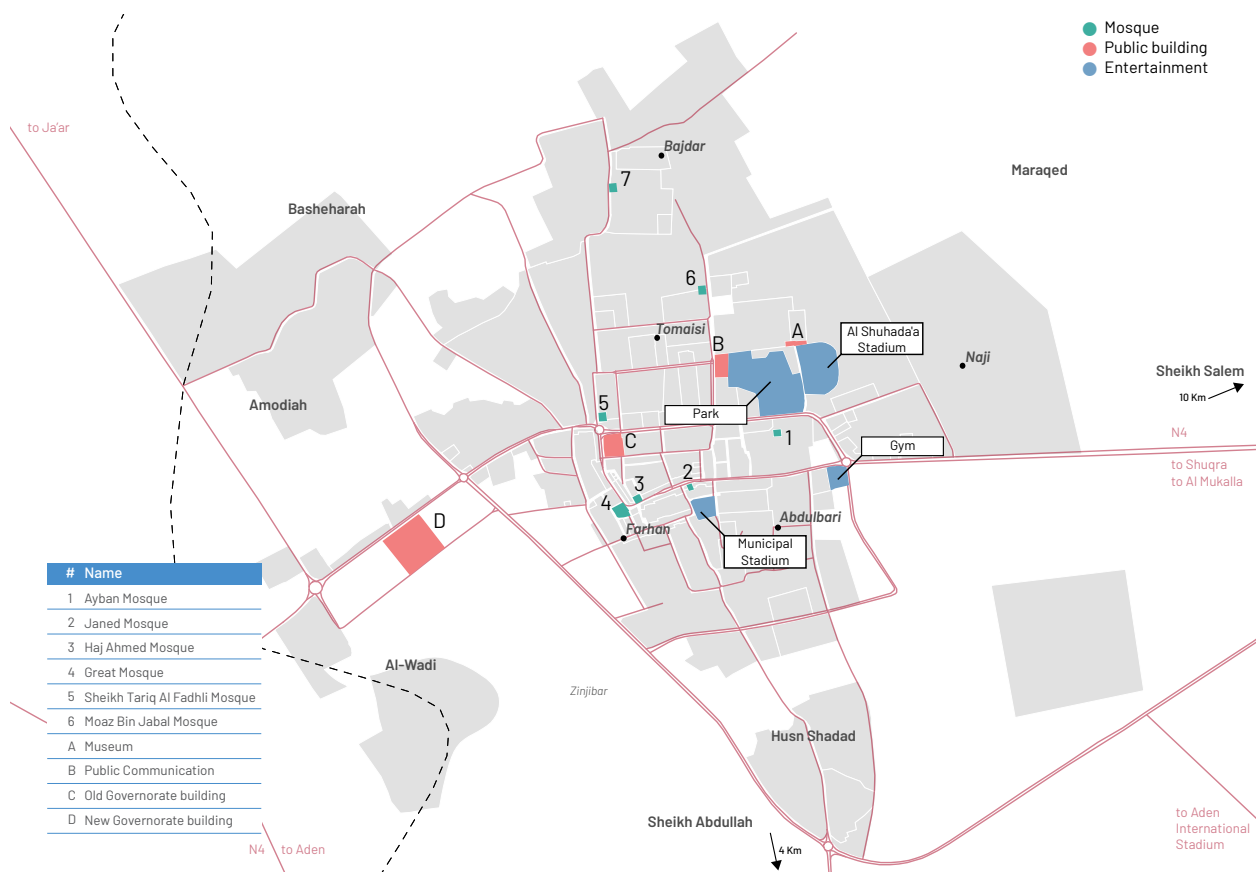 Mosque
Public building
Entertainment
to Ja'ar
Bajdar
Maraqed
7
Basheharah
6
Tomaisi
B
A
Al Shuhada'a
Stadium
Naji
Sheikh Salem
10 Km
Amodiah
5
Park
N4
C
1
Gym
to Shuqra
to Al Mukalla
2
3
4
D
Farhan
Abdulbari
Municipal
Stadium
# Name
1 Ayban Mosque
2 Janed Mosque
3 Haj Ahmed Mosque
4 Great Mosque
5 Sheikh Tariq Al Fadhli Mosque
6 Moaz Bin Jabal Mosque
A Museum
B Public Communication
C Old Governorate building
D New Governorate building
Al-Wadi
Zinjibar
Husn Shadad
Sheikh Abdullah
4 Km
to Aden
International
Stadium
N4 to Aden